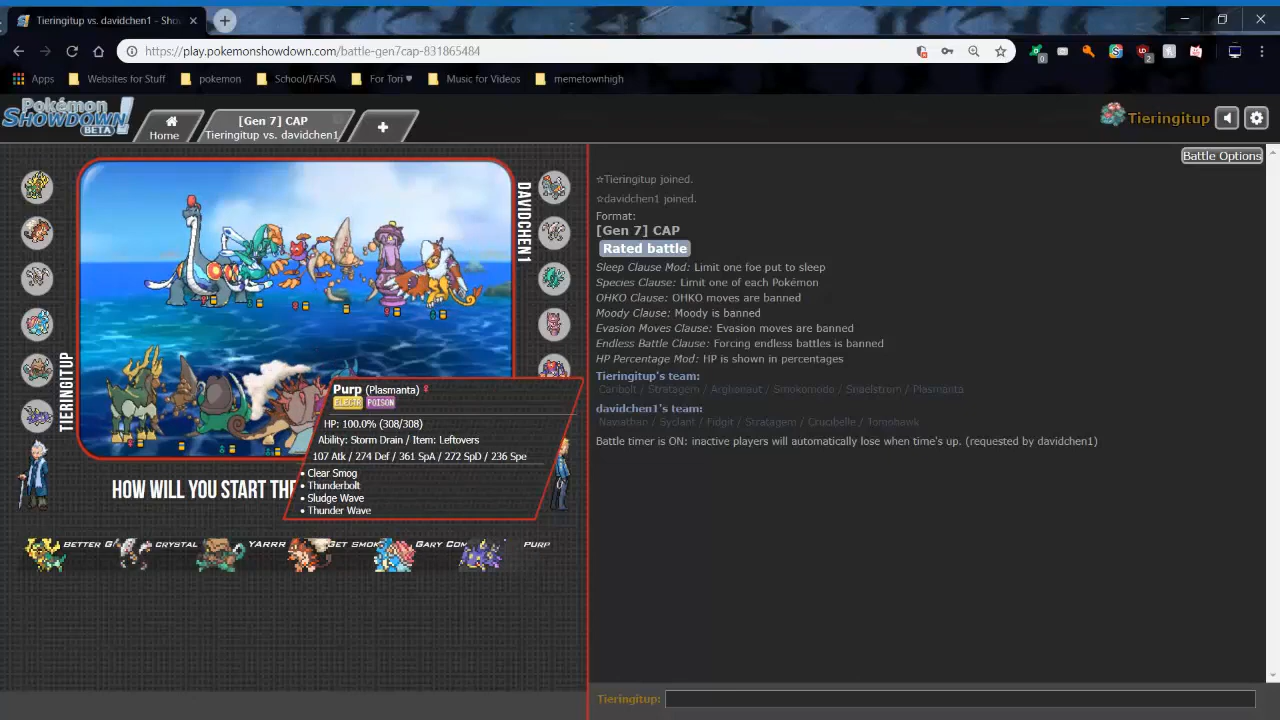 Tieringitup vs. davidchen1 - Sho
https://play.pokemonshowdown.com/battle-gen7cap-831865484
0
2
Apps
Websites for Stuff
pokemon
School/FAFSA
For Tori ♥
Music for Videos
memetownhigh
Pokémon
SHOWDOWN!
BETA
Home
[Gen 7] CAP
Tieringitup vs. davidchen1
Tieringitup
Battle Options
☆Tieringitup joined.
☆davidchen1 joined.
Format:
[Gen 7] CAP
Rated battle
Sleep Clause Mod: Limit one foe put to sleep
Species Clause: Limit one of each Pokémon
OHKO Clause: OHKO moves are banned
Moody Clause: Moody is banned
Evasion Moves Clause: Evasion moves are banned
Endless Battle Clause: Forcing endless battles is banned
HP Percentage Mod: HP is shown in percentages
Tieringitup's team:
Caribolt / Stratagem / Arghonaut / Smokomodo / Snaelstrom / Plasmanta
davidchen1's team:
Naviathan / Syclant / Fidgit / Stratagem / Crucibelle / Tomohawk
Battle timer is ON: inactive players will automatically lose when time's up. (requested by davidchen1)
DAVIDCHEN1
TIERINGITUP
Purp (Plasmanta) ♀
ELECTR POISON
HP: 100.0% (308/308)
Ability: Storm Drain / Item: Leftovers
107 Atk / 274 Def / 361 SpA / 272 SpD / 236 Spe
• Clear Smog
• Thunderbolt
• Sludge Wave
• Thunder Wave
HOW WILL YOU START THE
BETTER G
CRYSTAL
YARRR
GET SMOK
GARY COM
PURP
Tieringitup: